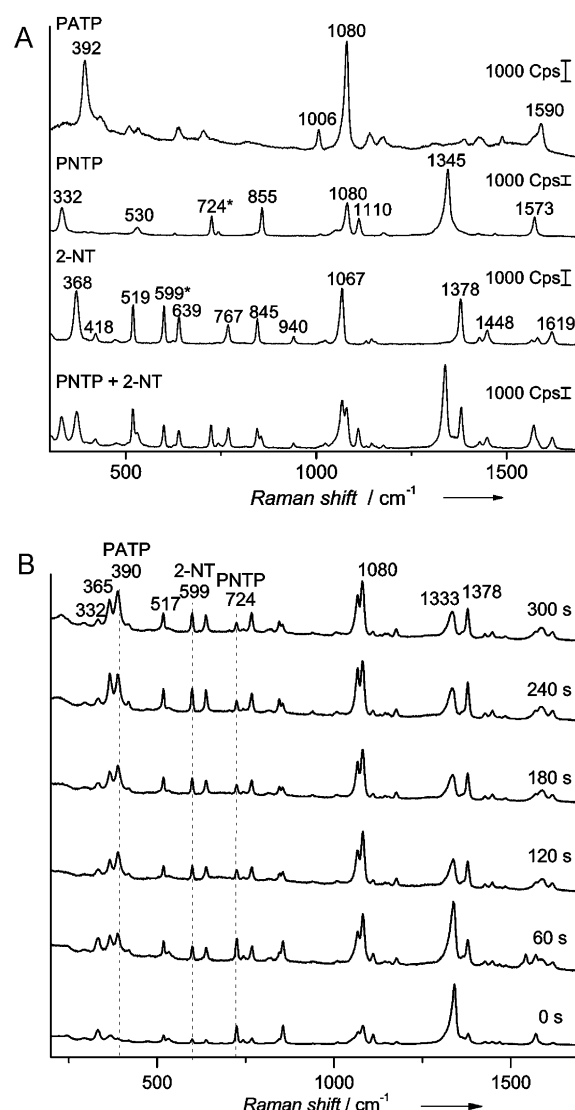 A
PATP
392
1080
1006
1590
1000 Cps
PNTP
332
530
724*
855
1080
1110
1345
1573
1000 Cps
2-NT
368
418
519
599*
639
767
845
940
1067
1378
1448
1619
1000 Cps
PNTP + 2-NT
1000 Cps
500 1000 1500
Raman shift / cm⁻¹
B
PATP
390
365
332
517
2-NT
599
PNTP
724
1080
1333
1378
300 s
240 s
180 s
120 s
60 s
0 s
500 1000 1500
Raman shift / cm⁻¹